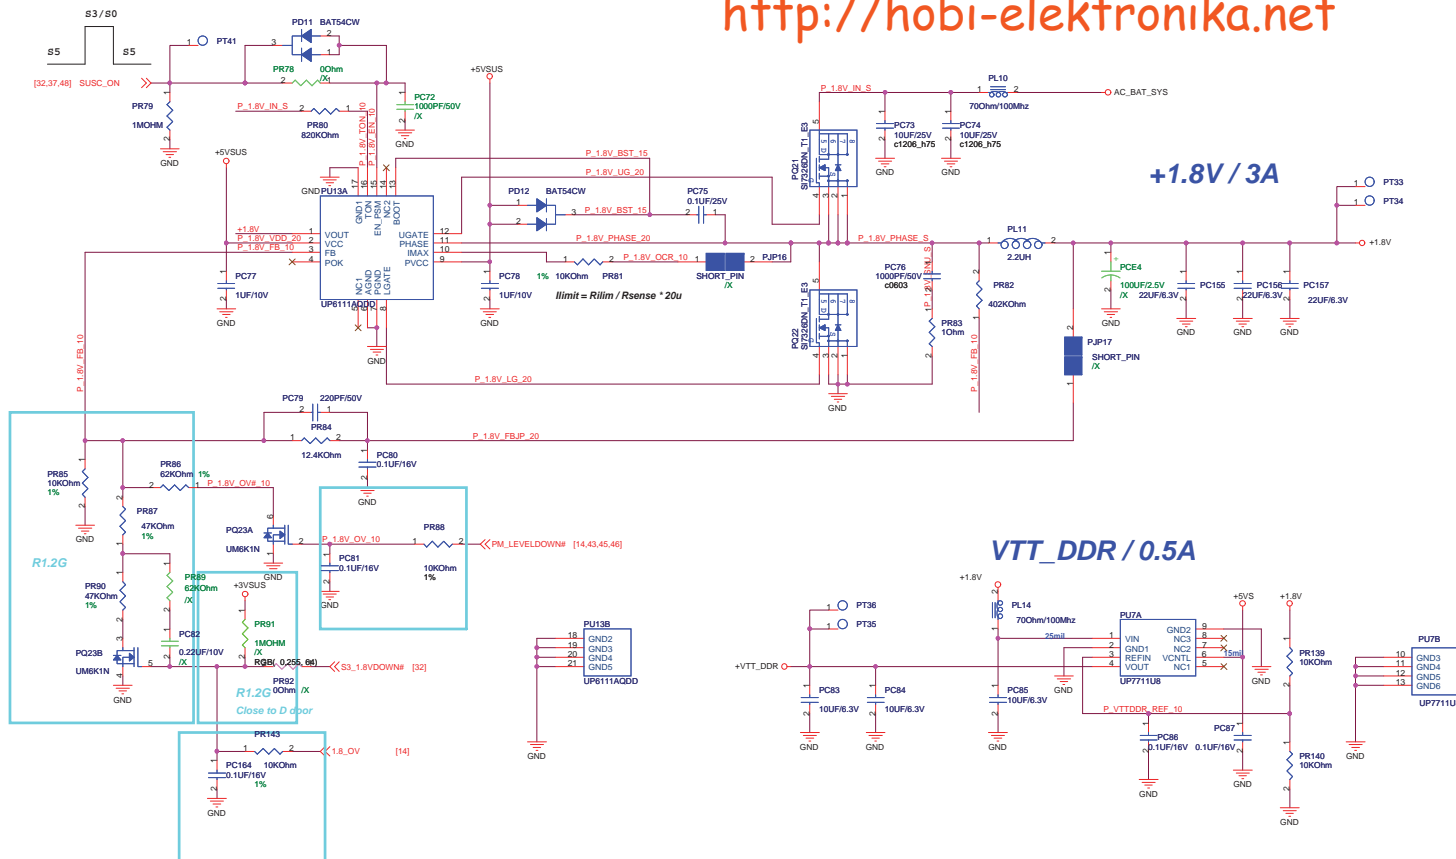 http://hobi-elektronika.net
S3/S0
S5
S5
[32,37,48] SUSC_ON
PT41
PD11 BAT54CW
PR78
0Ohm
/X
PR79
1MOHM
GND
P_1.8V_IN_S
PR80
820KOhm
P_1.8V_TON_10
P_1.8V_EN_10
PC72
1000PF/50V
/X
GND
+5VSUS
+5VSUS
GND
PU13A
GND1
TON
EN_PSM
NC2
BOOT
VOUT
VCC
FB
POK
UGATE
PHASE
IMAX
PVCC
NC1
AGND
PGND
LGATE
UP6111AQDD
+1.8V
P_1.8V_VDD_20
P_1.8V_FB_10
PC77
1UF/10V
GND
GND
P_1.8V_BST_15
P_1.8V_UG_20
PD12 BAT54CW
P_1.8V_BST_15
PC75
0.1UF/25V
P_1.8V_PHASE_20
P_1.8V_OCR_10
PJP16
SHORT_PIN
/X
PC78
1UF/10V
GND
1% 10KOhm PR81
Ilimit = Rilim / Rsense * 20u
P_1.8V_LG_20
P_1.8V_IN_S
PQ21
SI7326DN_T1_E3
PQ22
SI7326DN_T1_E3
GND
PC73
10UF/25V
c1206_h75
GND
PC74
10UF/25V
c1206_h75
GND
PL10
70Ohm/100Mhz
AC_BAT_SYS
+1.8V / 3A
PT33
PT34
P_1.8V_PHASE_S
PL11
2.2UH
+1.8V
PC76
1000PF/50V
c0603
PR83
1Ohm
PR82
402KOhm
P_1.8V_FB_10
PCE4
100UF/2.5V
/X
GND
PC155
22UF/6.3V
GND
PC156
22UF/6.3V
GND
PC157
22UF/6.3V
GND
PJP17
SHORT_PIN
/X
P_1.8V_FB_10
PC79 220PF/50V
PR84
12.4KOhm
P_1.8V_FBJP_20
PC80
0.1UF/16V
GND
PR85
10KOhm
1%
GND
PR86
62KOhm 1%
P_1.8V_OV#_10
PR87
47KOhm
1%
PQ23A
UM6K1N
GND
P_1.8V_OV_10
PC81
0.1UF/16V
GND
PR88
10KOhm
1%
PM_LEVELDOWN# [14,43,45,46]
R1.2G
PR90
47KOhm
1%
PR89
62KOhm
/X
PC82
0.22UF/10V
/X
PQ23B
UM6K1N
GND
+3VSUS
PR91
1MOHM
/X
RGB( 0,255, 64)
PR92
0Ohm /X
S3_1.8VDOWN# [32]
R1.2G
Close to D door
PR143
10KOhm
1%
1.8_OV [14]
PC164
0.1UF/16V
GND
PU13B
18 GND2
19 GND3
20 GND4
21 GND5
UP6111AQDD
GND
VTT_DDR / 0.5A
PT36
PT35
+VTT_DDR
PC83
10UF/6.3V
GND
PC84
10UF/6.3V
GND
+1.8V
PL14
70Ohm/100Mhz
25mil
PC85
10UF/6.3V
GND
GND
PU7A
VIN
GND1
REFIN
VOUT
GND2
NC3
NC2
VCNTL
NC1
UP7711U8
+5VS
15mil
GND
P_VTTDDR_REF_10
PC86
0.1UF/16V
GND
PC87
0.1UF/16V
GND
+1.8V
PR139
10KOhm
PR140
10KOhm
GND
PU7B
10 GND3
11 GND4
12 GND5
13 GND6
UP7711U
GND